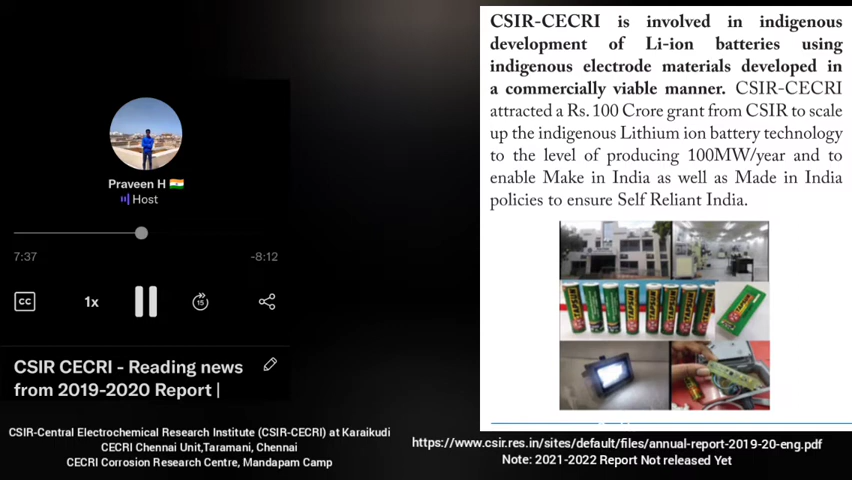 Praveen H 🇮🇳
Host
7:37
-8:12
CC
1x
15
CSIR CECRI - Reading news
from 2019-2020 Report |
CSIR-Central Electrochemical Research Institute (CSIR-CECRI) at Karaikudi
CECRI Chennai Unit,Taramani, Chennai
CECRI Corrosion Research Centre, Mandapam Camp
CSIR-CECRI is involved in indigenous
development of Li-ion batteries using
indigenous electrode materials developed in
a commercially viable manner. CSIR-CECRI
attracted a Rs. 100 Crore grant from CSIR to scale
up the indigenous Lithium ion battery technology
to the level of producing 100MW/year and to
enable Make in India as well as Made in India
policies to ensure Self Reliant India.
TAPSUN
TAPSUN
TAPSUN
TAPSUN
TAPSUN
TAPSUN
https://www.csir.res.in/sites/default/files/annual-report-2019-20-eng.pdf
Note: 2021-2022 Report Not released Yet